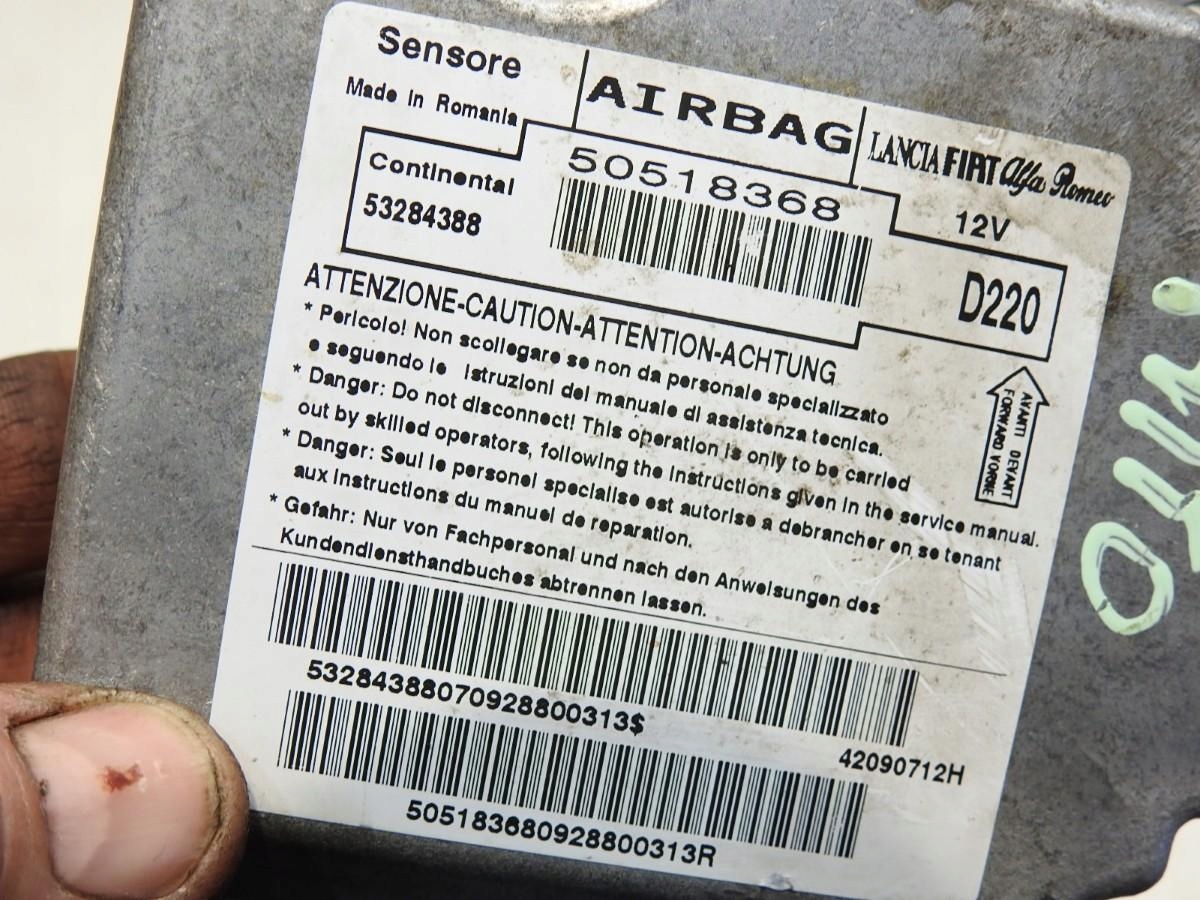 Sensore
Made in Romania
AIRBAG
LANCIA FIAT Alfa Romeo
Continental
53284388
50518368
12V
D220
ATTENZIONE-CAUTION-ATTENTION-ACHTUNG
* Pericolo! Non scollegare se non da personale specializzato
e seguendo le istruzioni del manuale di assistenza tecnica.
* Danger: Do not disconnect! This operation is only to be carried
out by skilled operators, following the instructions given in the service manual.
* Danger: Seul le personel specialise est autorise a debrancher en se tenant
aux instructions du manuel de reparation.
* Gefahr: Nur von Fachpersonal und nach den Anweisungen des
Kundendiensthandbuches abtrennen lassen.
AVANTI DEVANT
FORWARD VORNE
53284388070928800313$
42090712H
505183680928800313R